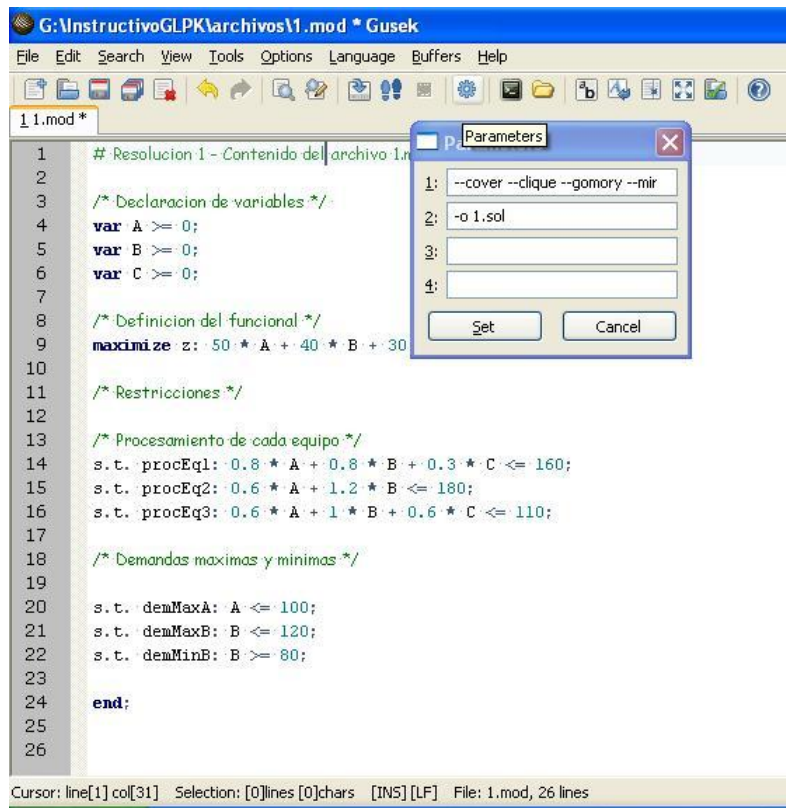 G:\InstructivoGLPK\archivos\1.mod * Gusek
File Edit Search View Tools Options Language Buffers Help
1 1.mod *
Parameters
1: --cover --clique --gomory --mir
2: -o 1.sol
3:
4:
Set Cancel
1 # Resolucion 1 - Contenido del archivo 1.m
2
3 /* Declaracion de variables */
4 var A >= 0;
5 var B >= 0;
6 var C >= 0;
7
8 /* Definicion del funcional */
9 maximize z: 50 * A + 40 * B + 30
10
11 /* Restricciones */
12
13 /* Procesamiento de cada equipo */
14 s.t. procEq1: 0.8 * A + 0.8 * B + 0.3 * C <= 160;
15 s.t. procEq2: 0.6 * A + 1.2 * B <= 180;
16 s.t. procEq3: 0.6 * A + 1 * B + 0.6 * C <= 110;
17
18 /* Demandas maximas y minimas */
19
20 s.t. demMaxA: A <= 100;
21 s.t. demMaxB: B <= 120;
22 s.t. demMinB: B >= 80;
23
24 end;
25
26
Cursor: line[1] col[31] Selection: [0]lines [0]chars [INS] [LF] File: 1.mod, 26 lines